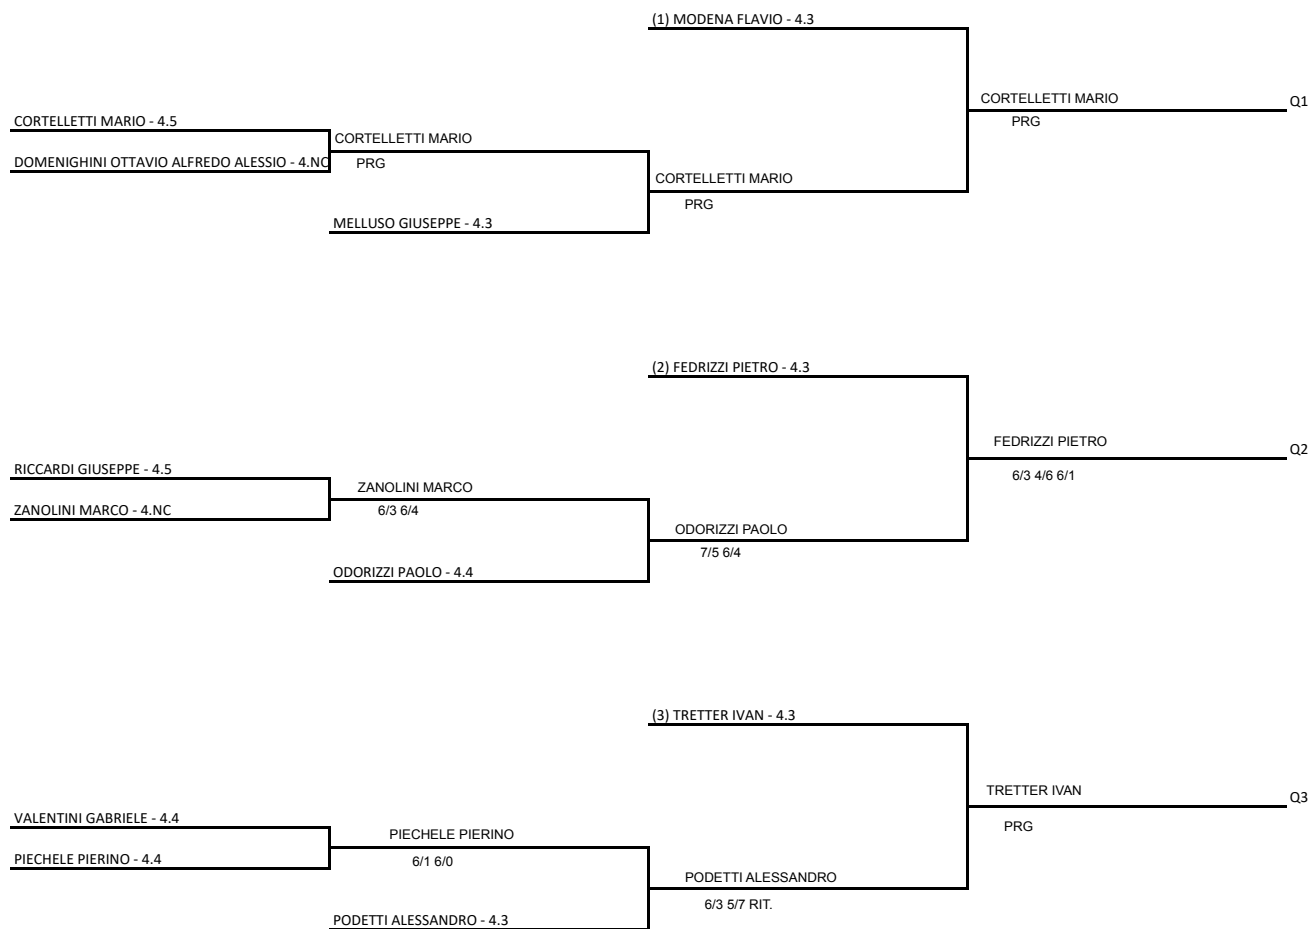 (1) MODENA FLAVIO - 4.3
CORTELLETTI MARIO
Q1
PRG
CORTELLETTI MARIO - 4.5
CORTELLETTI MARIO
DOMENIGHINI OTTAVIO ALFREDO ALESSIO - 4.NC
PRG
CORTELLETTI MARIO
PRG
MELLUSO GIUSEPPE - 4.3
(2) FEDRIZZI PIETRO - 4.3
FEDRIZZI PIETRO
Q2
6/3 4/6 6/1
RICCARDI GIUSEPPE - 4.5
ZANOLINI MARCO
ZANOLINI MARCO - 4.NC
6/3 6/4
ODORIZZI PAOLO
7/5 6/4
ODORIZZI PAOLO - 4.4
(3) TRETTER IVAN - 4.3
TRETTER IVAN
Q3
PRG
VALENTINI GABRIELE - 4.4
PIECHELE PIERINO
PIECHELE PIERINO - 4.4
6/1 6/0
PODETTI ALESSANDRO
6/3 5/7 RIT.
PODETTI ALESSANDRO - 4.3